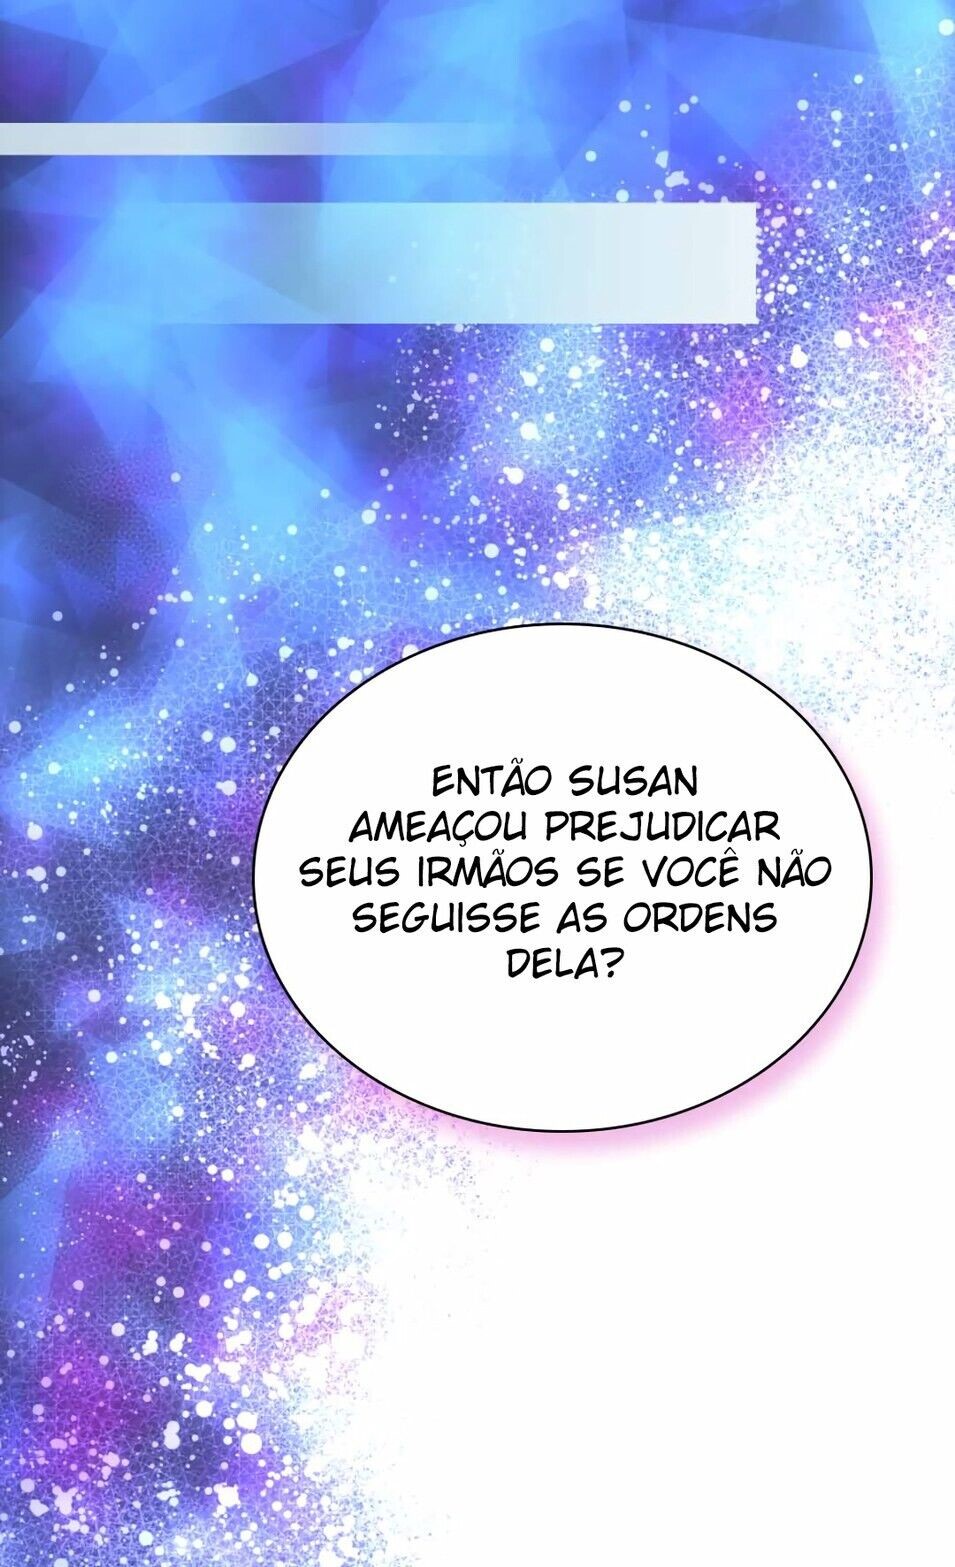 ENTÃO SUSAN
AMEAÇOU PREJUDICAR
SEUS IRMÃOS SE VOCÊ NÃO
SEGUISSE AS ORDENS
DELA?